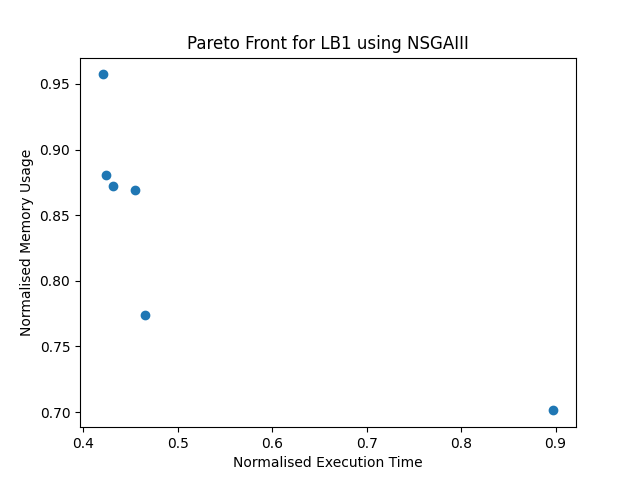 Pareto Front for LB1 using NSGAIII
Normalised Memory Usage
0.95
0.90
0.85
0.80
0.75
0.70
0.4 0.5 0.6 0.7 0.8 0.9
Normalised Execution Time